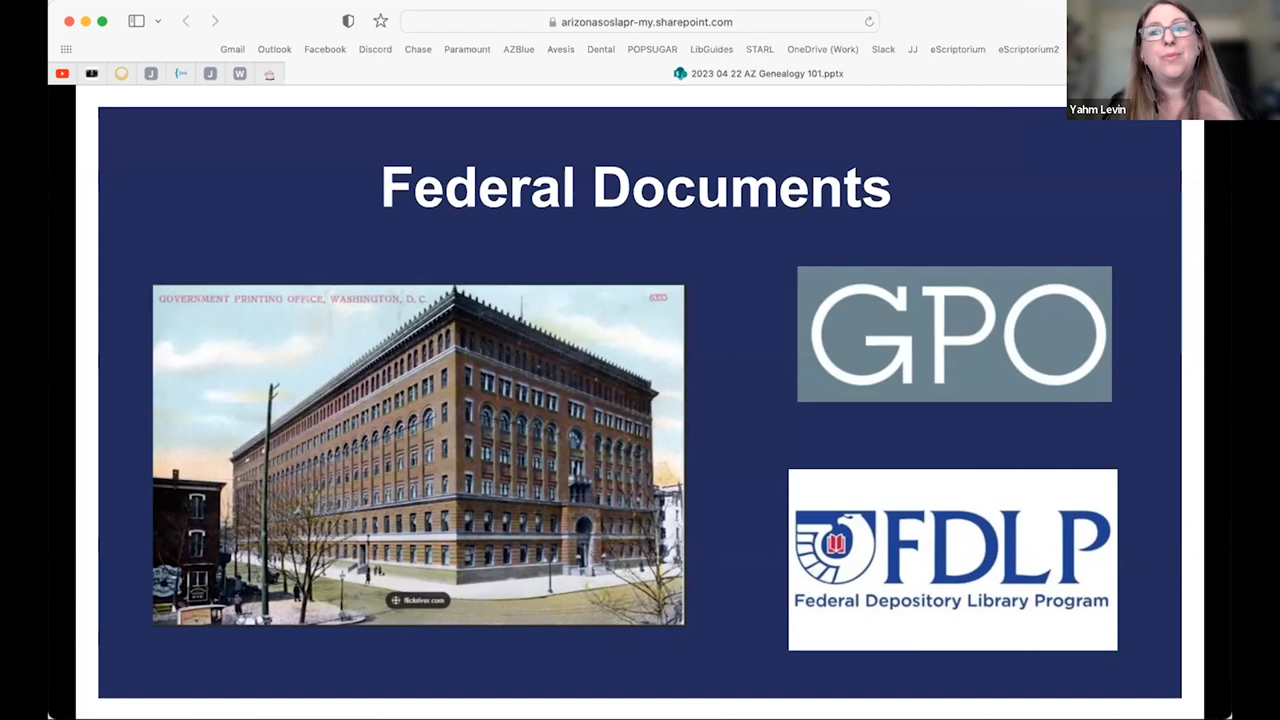 arizonasoslapr-my.sharepoint.com
Gmail Outlook Facebook Discord Chase Paramount AZBlue Avesis Dental POPSUGAR LibGuides STARL OneDrive (Work) Slack JJ eScriptorium eScriptorium2
J J W
2023 04 22 AZ Genealogy 101.pptx
Yahm Levin
Federal Documents
GOVERNMENT PRINTING OFFICE, WASHINGTON, D. C.
6355
GPO
flickriver.com
FDLP
Federal Depository Library Program